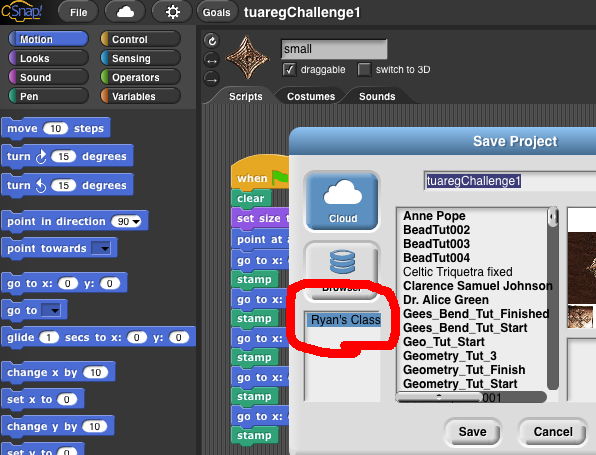 CSnap! File Goals tuaregChallenge1
Motion Control
Looks Sensing
Sound Operators
Pen Variables
small
draggable switch to 3D
Scripts Costumes Sounds
move 10 steps
turn 15 degrees
turn 15 degrees
point in direction 90
point towards
go to x: 0 y: 0
go to
glide 1 secs to x: 0 y: 0
change x by 10
set x to 0
change y by 10
set y to 0
when
clear
set size t
point at a
go to x:
stamp
go to x:
stamp
go to x:
stamp
go to x:
stamp
go to x:
stamp
Save Project
Cloud
Browser
Ryan's Class
tuaregChallenge1
Anne Pope
BeadTut002
BeadTut003
BeadTut004
Celtic Triquetra fixed
Clarence Samuel Johnson
Dr. Alice Green
Gees_Bend_Tut_Finished
Gees_Bend_Tut_Start
Geo_Tut_Start
Geometry_Tut_3
Geometry_Tut_Finish
Geometry_Tut_Start
001
Save Cancel